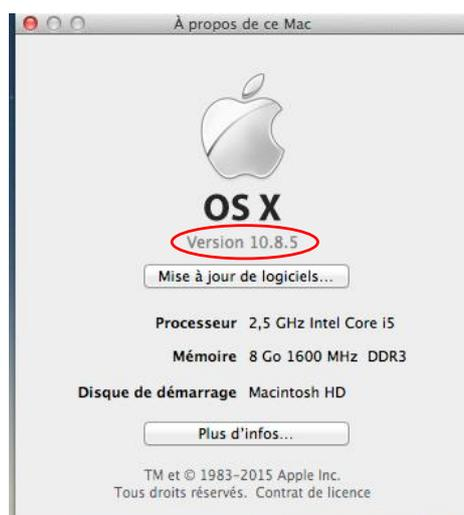 À propos de ce Mac
OS X
Version 10.8.5
Mise à jour de logiciels...
Processeur 2,5 GHz Intel Core i5
Mémoire 8 Go 1600 MHz DDR3
Disque de démarrage Macintosh HD
Plus d'infos...
TM et © 1983-2015 Apple Inc.
Tous droits réservés. Contrat de licence